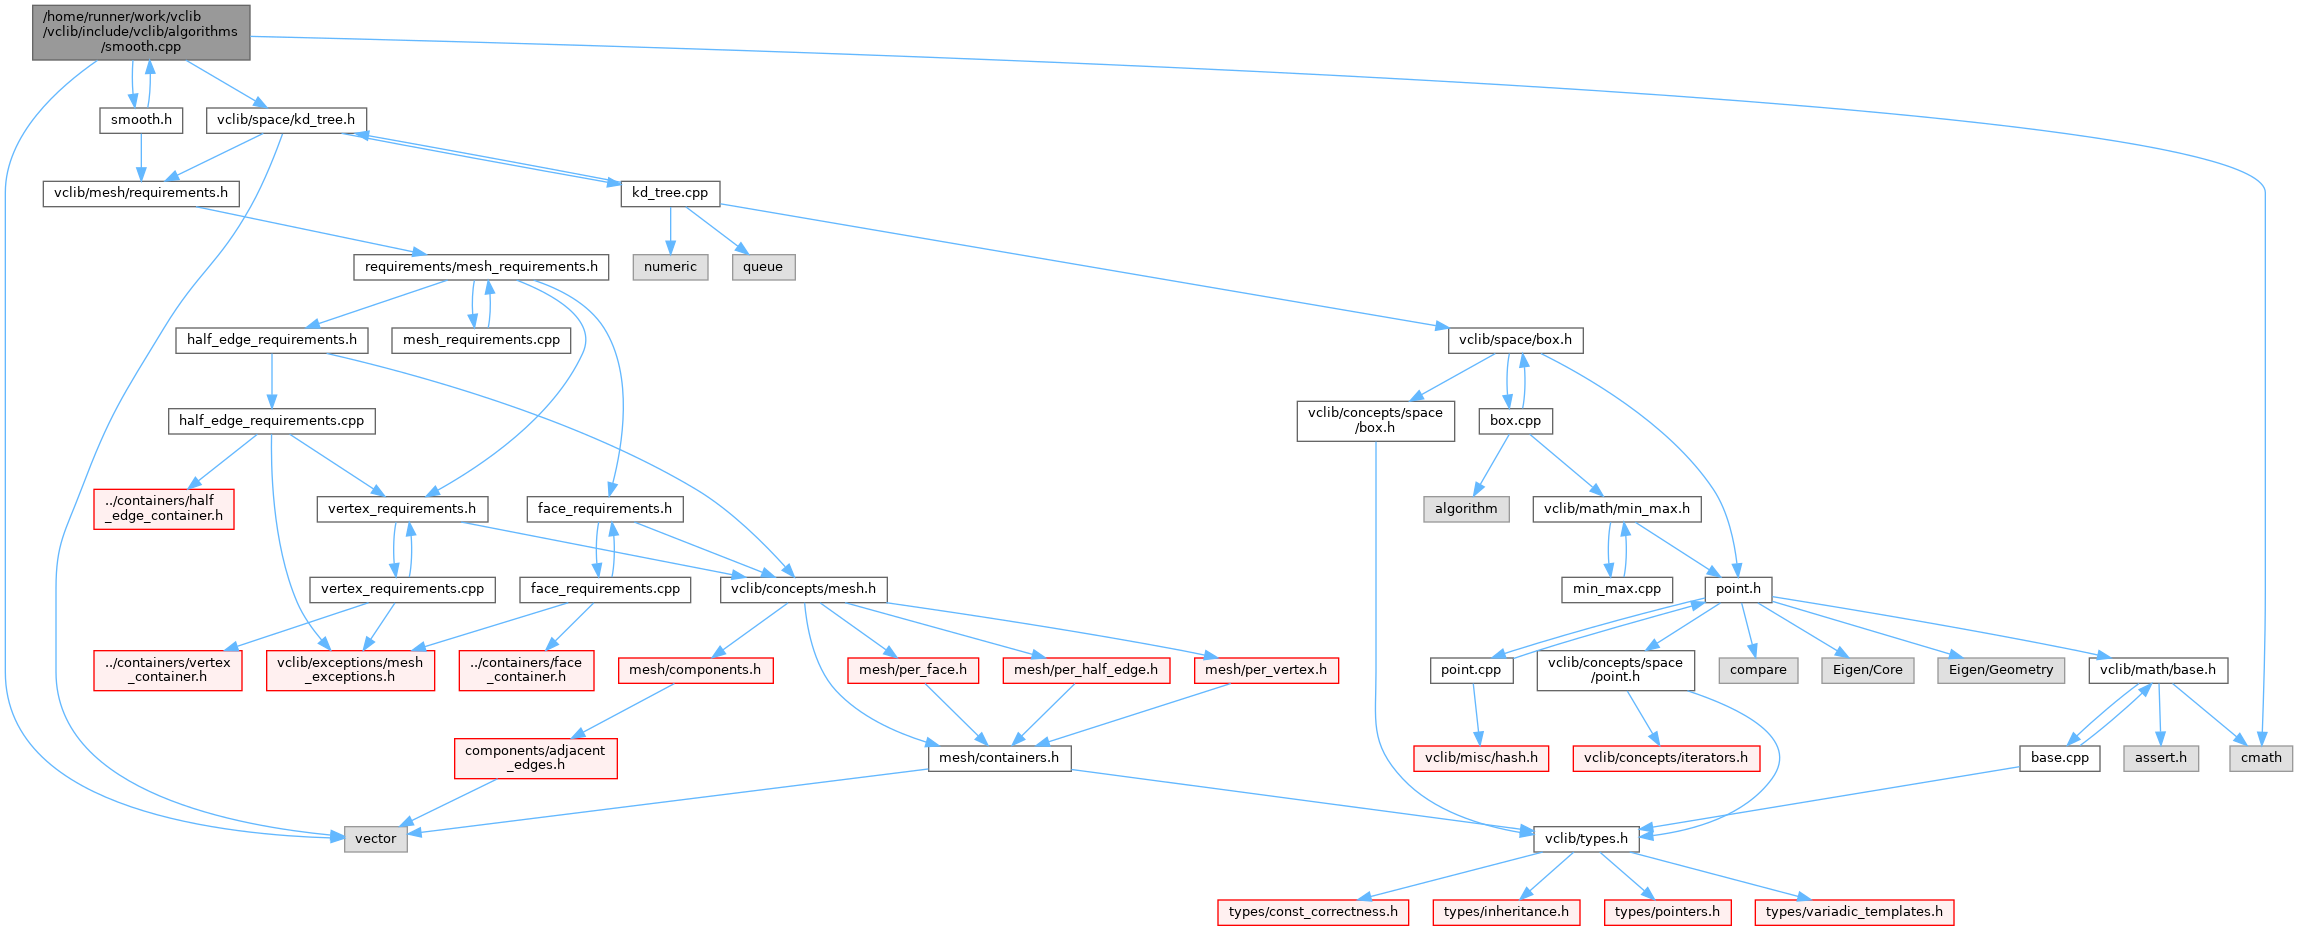 /home/runner/work/vclib
/vclib/include/vclib/algorithms
/smooth.cpp
smooth.h
vclib/space/kd_tree.h
vclib/mesh/requirements.h
kd_tree.cpp
requirements/mesh_requirements.h
numeric
queue
half_edge_requirements.h
mesh_requirements.cpp
vclib/space/box.h
half_edge_requirements.cpp
vclib/concepts/space
/box.h
box.cpp
../containers/half
_edge_container.h
vertex_requirements.h
face_requirements.h
algorithm
vclib/math/min_max.h
vertex_requirements.cpp
face_requirements.cpp
vclib/concepts/mesh.h
min_max.cpp
point.h
../containers/vertex
_container.h
vclib/exceptions/mesh
_exceptions.h
../containers/face
_container.h
mesh/components.h
mesh/per_face.h
mesh/per_half_edge.h
mesh/per_vertex.h
point.cpp
vclib/concepts/space
/point.h
compare
Eigen/Core
Eigen/Geometry
vclib/math/base.h
components/adjacent
_edges.h
mesh/containers.h
vclib/misc/hash.h
vclib/concepts/iterators.h
base.cpp
assert.h
cmath
vector
vclib/types.h
types/const_correctness.h
types/inheritance.h
types/pointers.h
types/variadic_templates.h